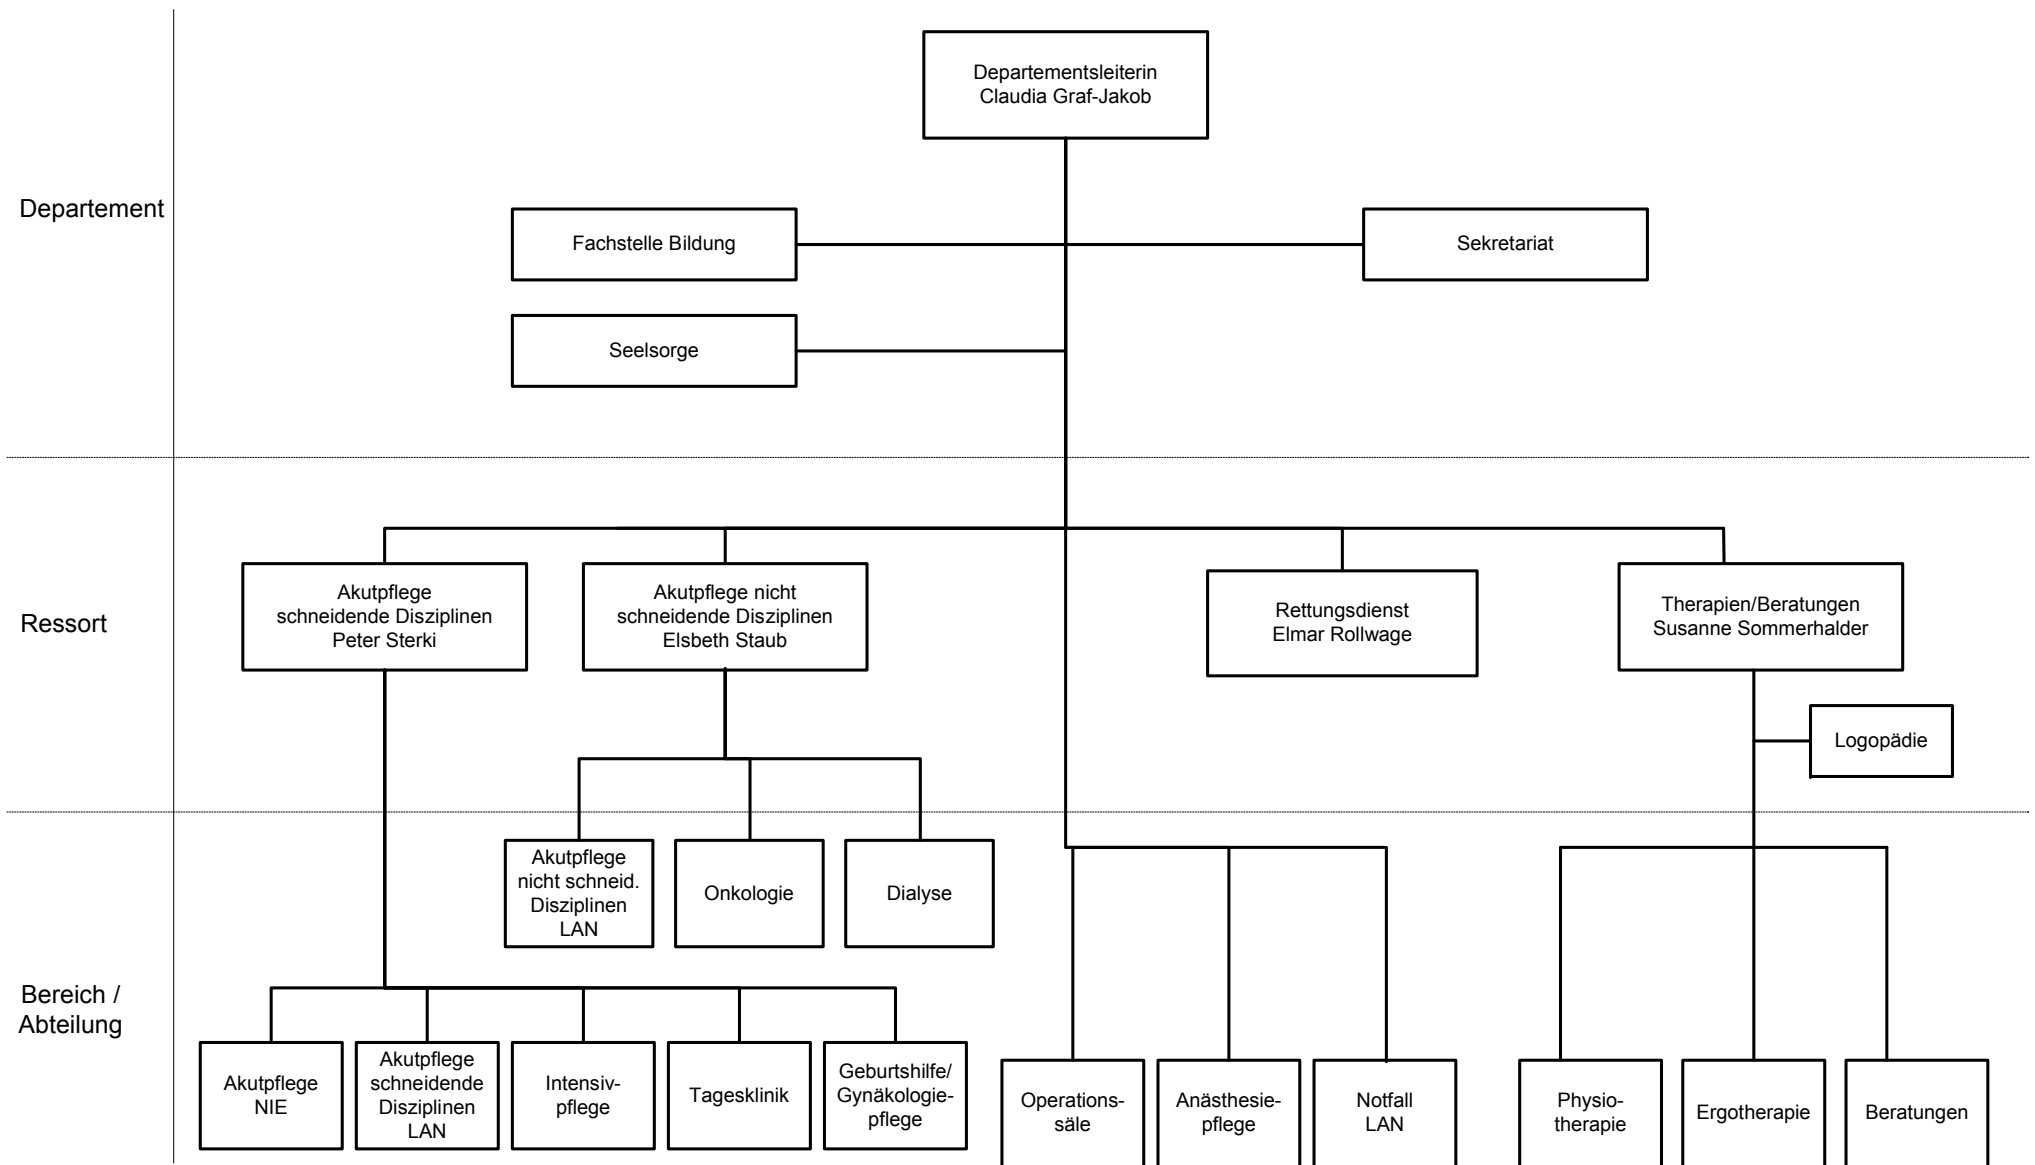 Departementsleiterin
Claudia Graf-Jakob
Departement
Fachstelle Bildung
Sekretariat
Seelsorge
Ressort
Akutpflege
schneidende Disziplinen
Peter Sterki
Akutpflege nicht
schneidende Disziplinen
Elsbeth Staub
Rettungsdienst
Elmar Rollwage
Therapien/Beratungen
Susanne Sommerhalder
Logopädie
Bereich /
Abteilung
Akutpflege
nicht schneid.
Disziplinen
LAN
Onkologie
Dialyse
Akutpflege
NIE
Akutpflege
schneidende
Disziplinen
LAN
Intensiv-
pflege
Tagesklinik
Geburtshilfe/
Gynäkologie-
pflege
Operations-
säle
Anästhesie-
pflege
Notfall
LAN
Physio-
therapie
Ergotherapie
Beratungen